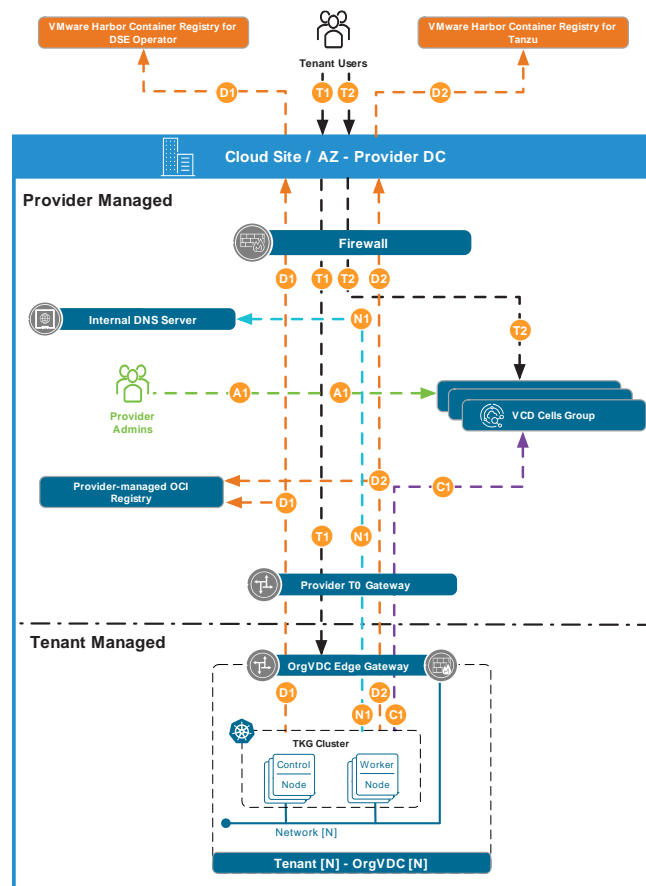 VMware Harbor Container Registry for
DSE Operator
VMware Harbor Container Registry for
Tanzu
Tenant Users
D1
T1
T2
D2
Cloud Site / AZ - Provider DC
Provider Managed
Firewall
D1
T1
T2
D2
Internal DNS Server
N1
T2
A1
A1
Provider
Admins
VCD Cells Group
Provider-managed OCI
Registry
D2
C1
D1
T1
N1
Provider T0 Gateway
Tenant Managed
OrgVDC Edge Gateway
D1
D2
N1
C1
TKG Cluster
Control
Node
Worker
Node
Network [N]
Tenant [N] - OrgVDC [N]